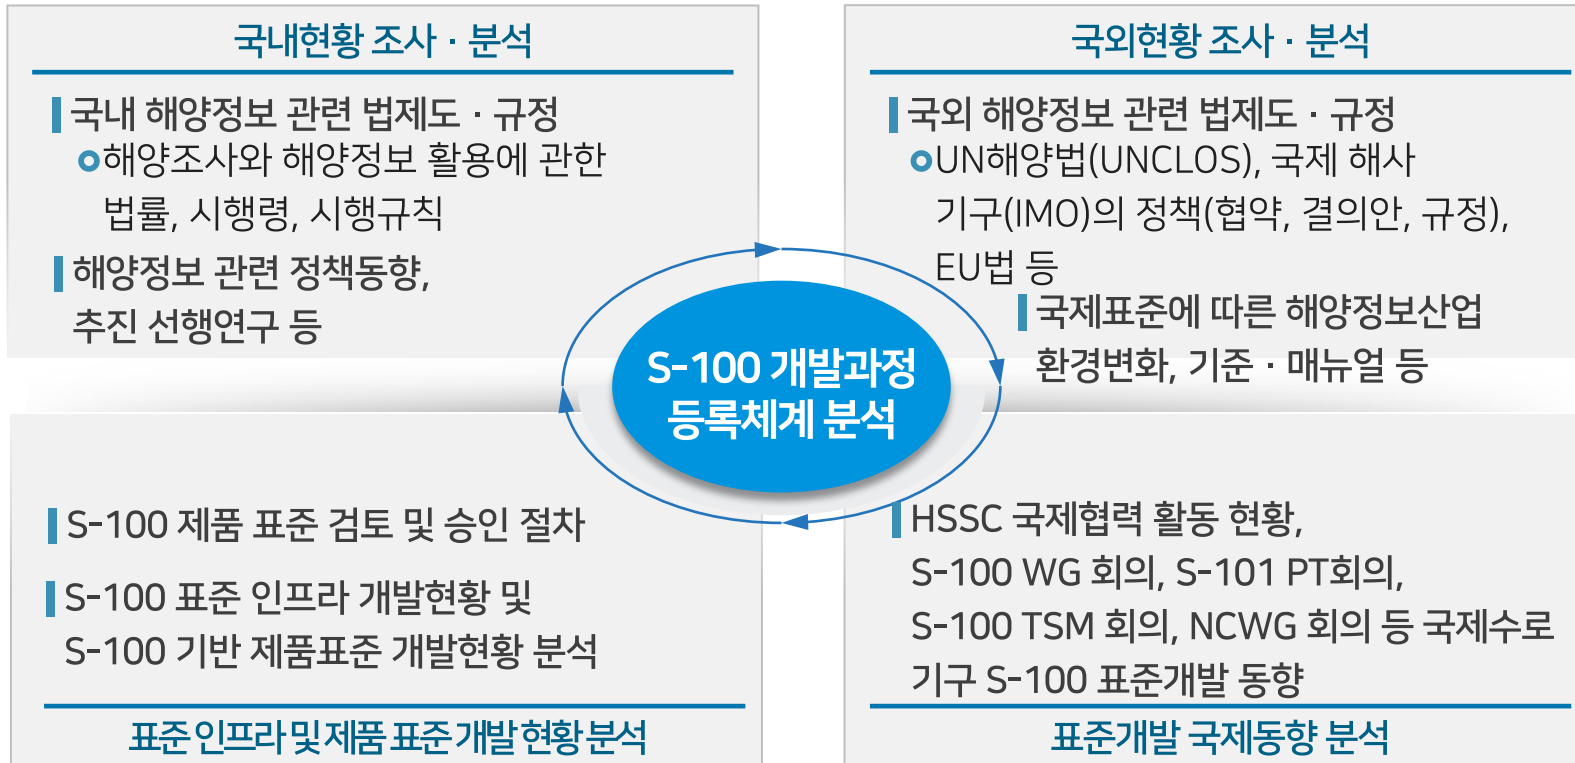 국내현황 조사 · 분석
국내 해양정보 관련 법제도 · 규정
해양조사와 해양정보 활용에 관한
법률, 시행령, 시행규칙
해양정보 관련 정책동향,
추진 선행연구 등
국외현황 조사 · 분석
국외 해양정보 관련 법제도 · 규정
UN해양법(UNCLOS), 국제 해사
기구(IMO)의 정책(협약, 결의안, 규정),
EU법 등
국제표준에 따른 해양정보산업
환경변화, 기준 · 매뉴얼 등
S-100 개발과정
등록체계 분석
S-100 제품 표준 검토 및 승인 절차
S-100 표준 인프라 개발현황 및
S-100 기반 제품표준 개발현황 분석
표준 인프라 및 제품 표준 개발 현황 분석
HSSC 국제협력 활동 현황,
S-100 WG 회의, S-101 PT회의,
S-100 TSM 회의, NCWG 회의 등 국제수로
기구 S-100 표준개발 동향
표준개발 국제동향 분석